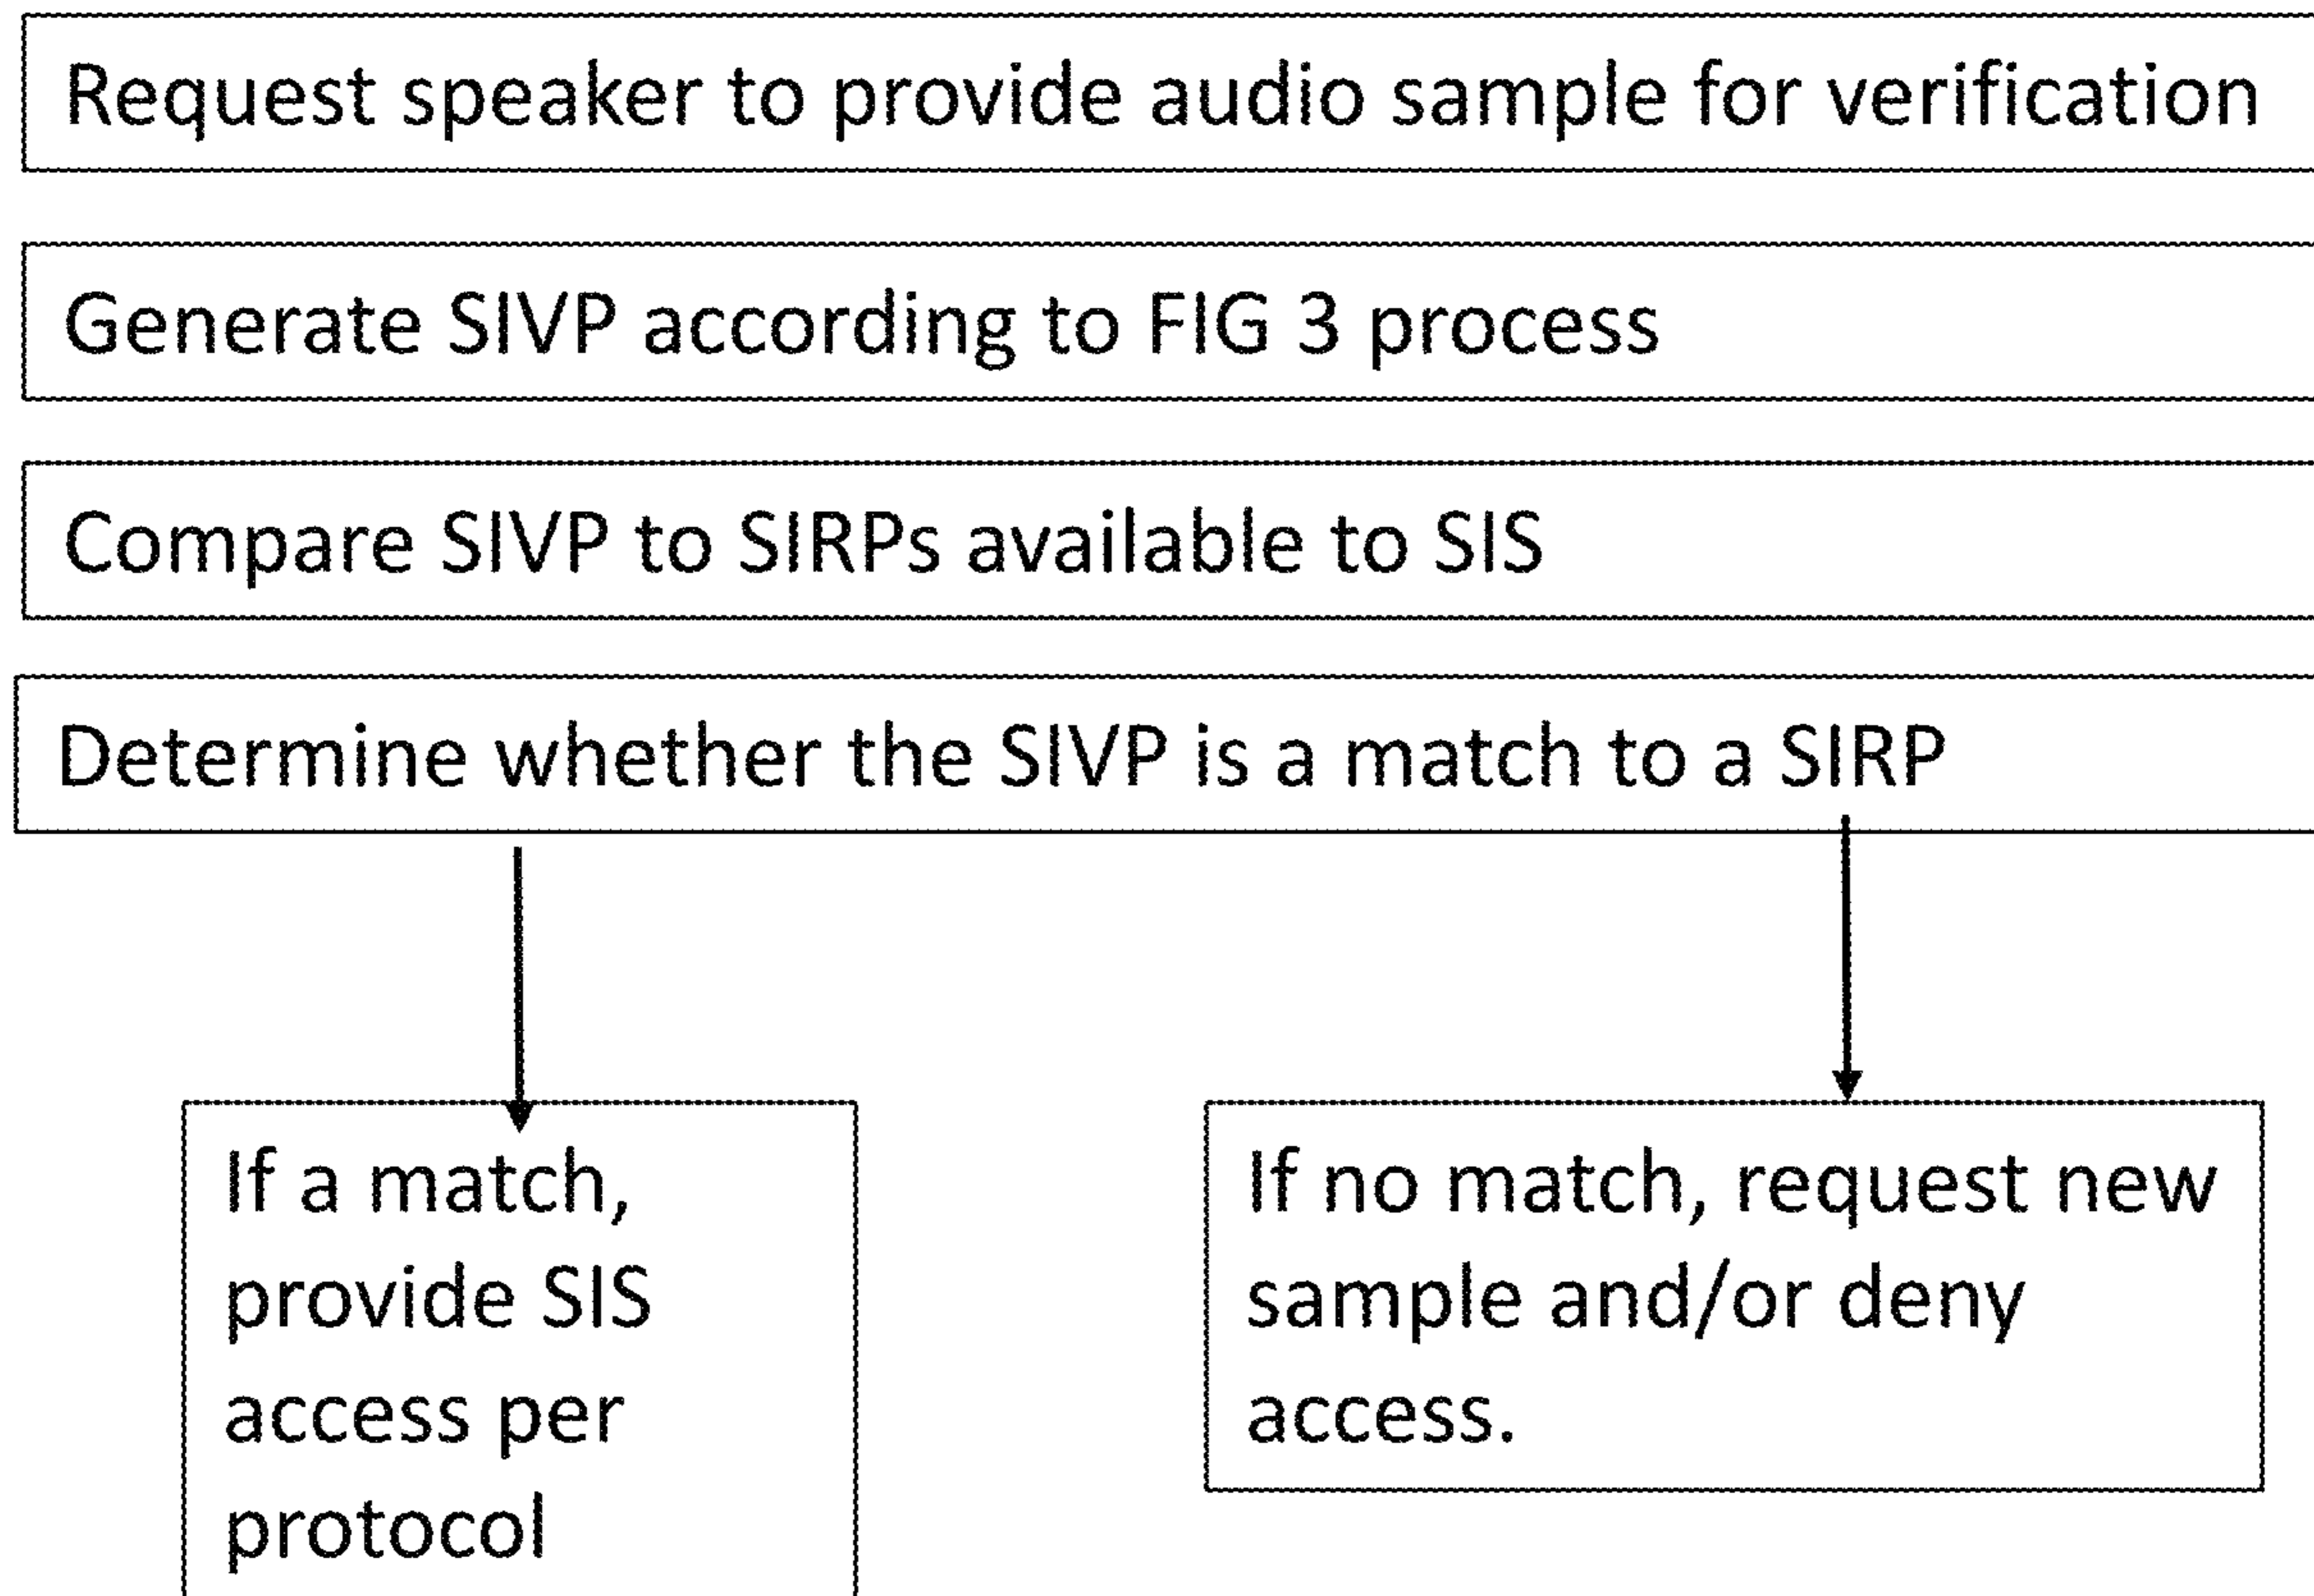 Request speaker to provide audio sample for verification
Generate SIVP according to FIG 3 process
Compare SIVP to SIRPs available to SIS
Determine whether the SIVP is a match to a SIRP
If a match,
provide SIS
access per
protocol
If no match, request new
sample and/or deny
access.